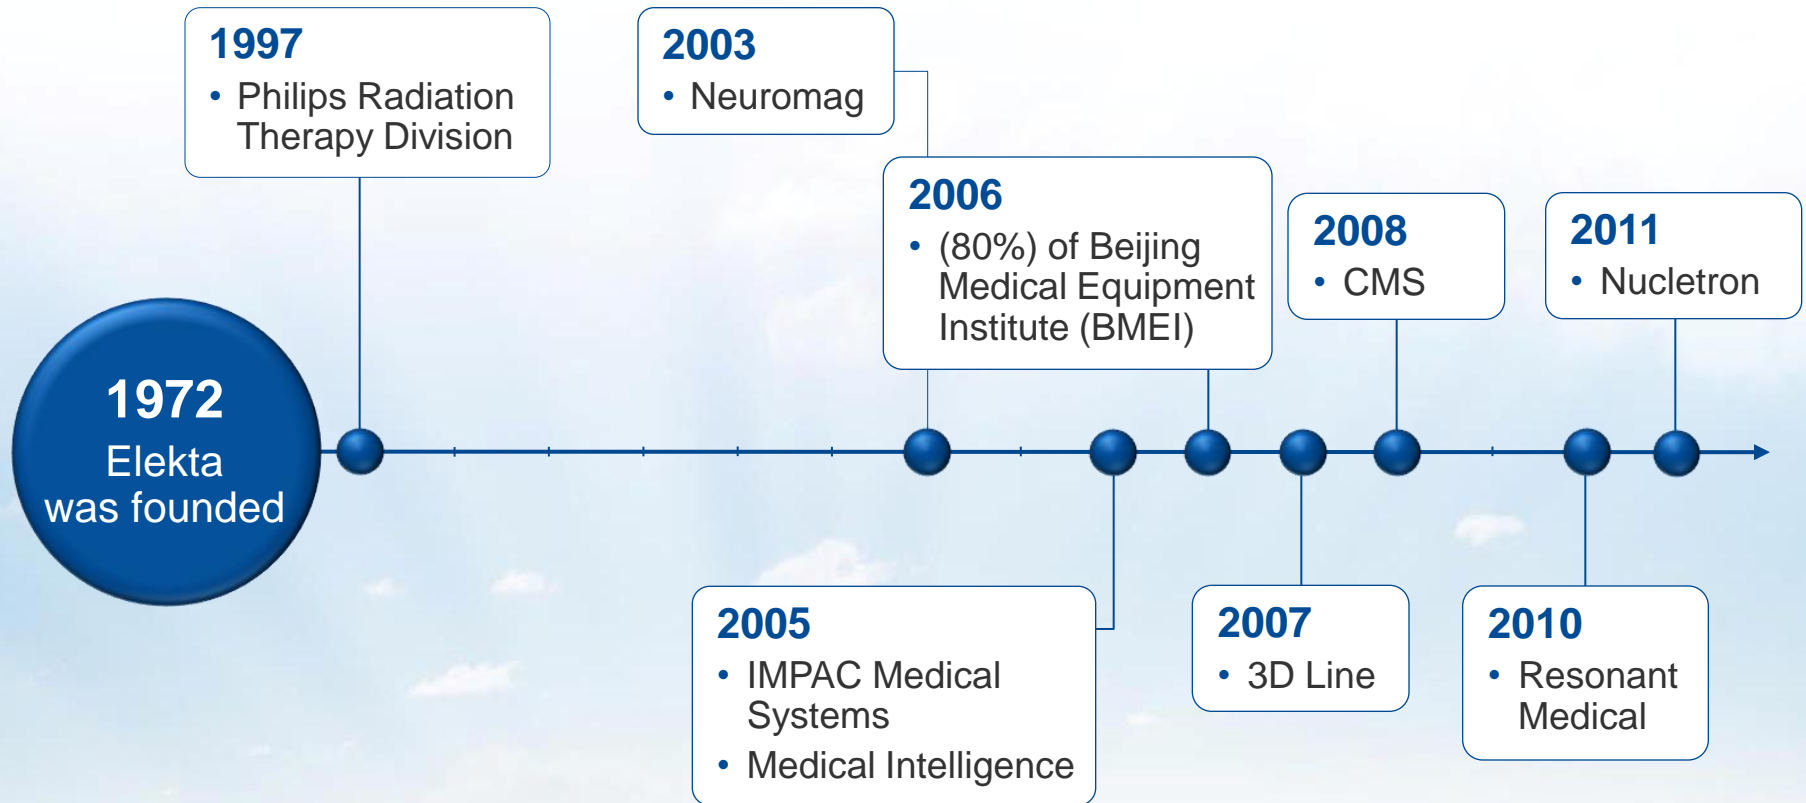 1997
• Philips Radiation
Therapy Division
2003
• Neuromag
2006
• (80%) of Beijing
Medical Equipment
Institute (BMEI)
2008
• CMS
2011
• Nucletron
1972
Elekta
was founded
2005
• IMPAC Medical
Systems
• Medical Intelligence
2007
• 3D Line
2010
• Resonant
Medical